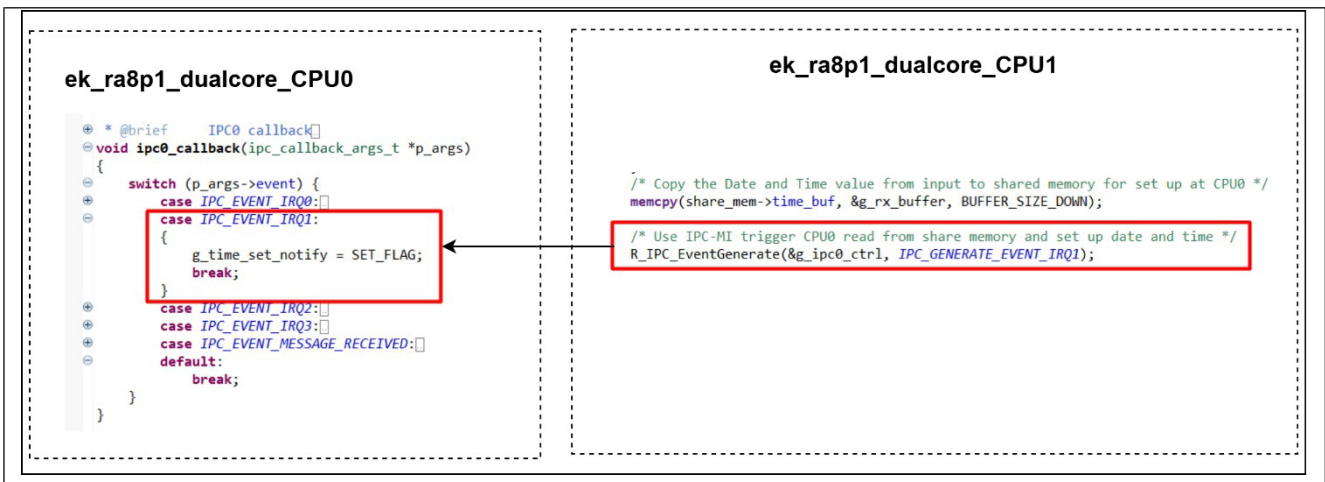 ek_ra8p1_dualcore_CPU0
* @brief IPC0 callback
void ipc0_callback(ipc_callback_args_t *p_args)
{
switch (p_args->event) {
case IPC_EVENT_IRQ0:
case IPC_EVENT_IRQ1:
{
g_time_set_notify = SET_FLAG;
break;
}
case IPC_EVENT_IRQ2:
case IPC_EVENT_IRQ3:
case IPC_EVENT_MESSAGE_RECEIVED:
default:
break;
}
}
ek_ra8p1_dualcore_CPU1
/* Copy the Date and Time value from input to shared memory for set up at CPU0 */
memcpy(share_mem->time_buf, &g_rx_buffer, BUFFER_SIZE_DOWN);
/* Use IPC-MI trigger CPU0 read from share memory and set up date and time */
R_IPC_EventGenerate(&g_ipc0_ctrl, IPC_GENERATE_EVENT_IRQ1);